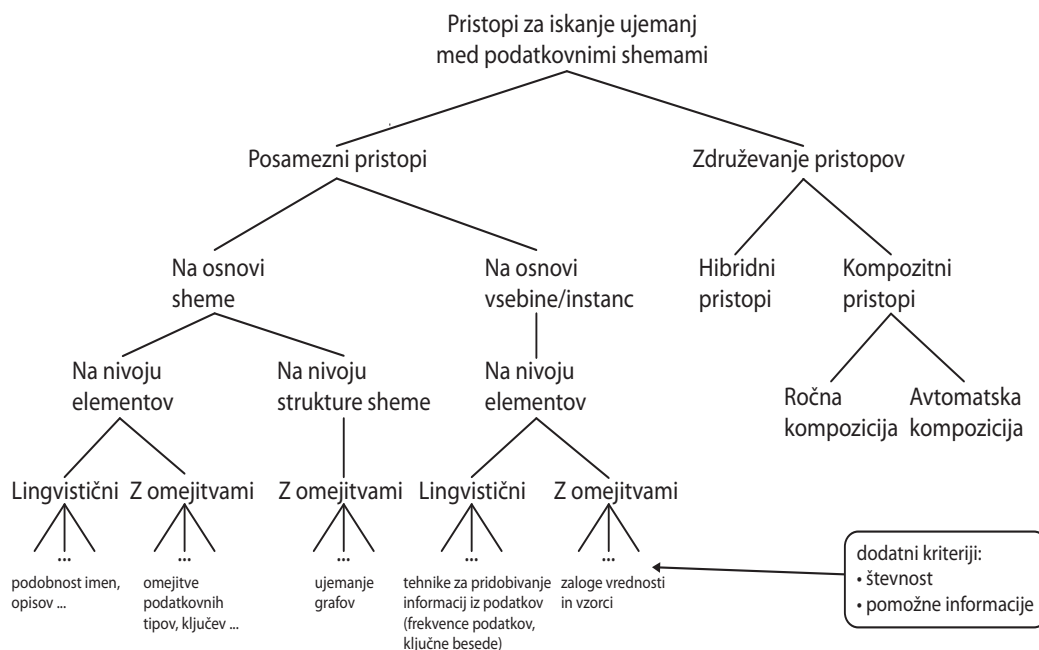 Pristopi za iskanje ujemanj
med podatkovnimi shemami
Posamezni pristopi
Združevanje pristopov
Na osnovi
sheme
Na osnovi
vsebine/instanc
Hibridni
pristopi
Kompozitni
pristopi
Na nivoju
elementov
Na nivoju
strukture sheme
Na nivoju
elementov
Ročna
kompozicija
Avtomatska
kompozicija
Lingvistični
Z omejitvami
Z omejitvami
Lingvistični
Z omejitvami
...
...
...
...
...
podobnost imen,
opisov ...
omejitve
podatkovnih
tipov, ključev ...
ujemanje
grafov
tehnike za pridobivanje
informacij iz podatkov
(frekvence podatkov,
ključne besede)
zaloge vrednosti
in vzorci
dodatni kriteriji:
• števnost
• pomožne informacije